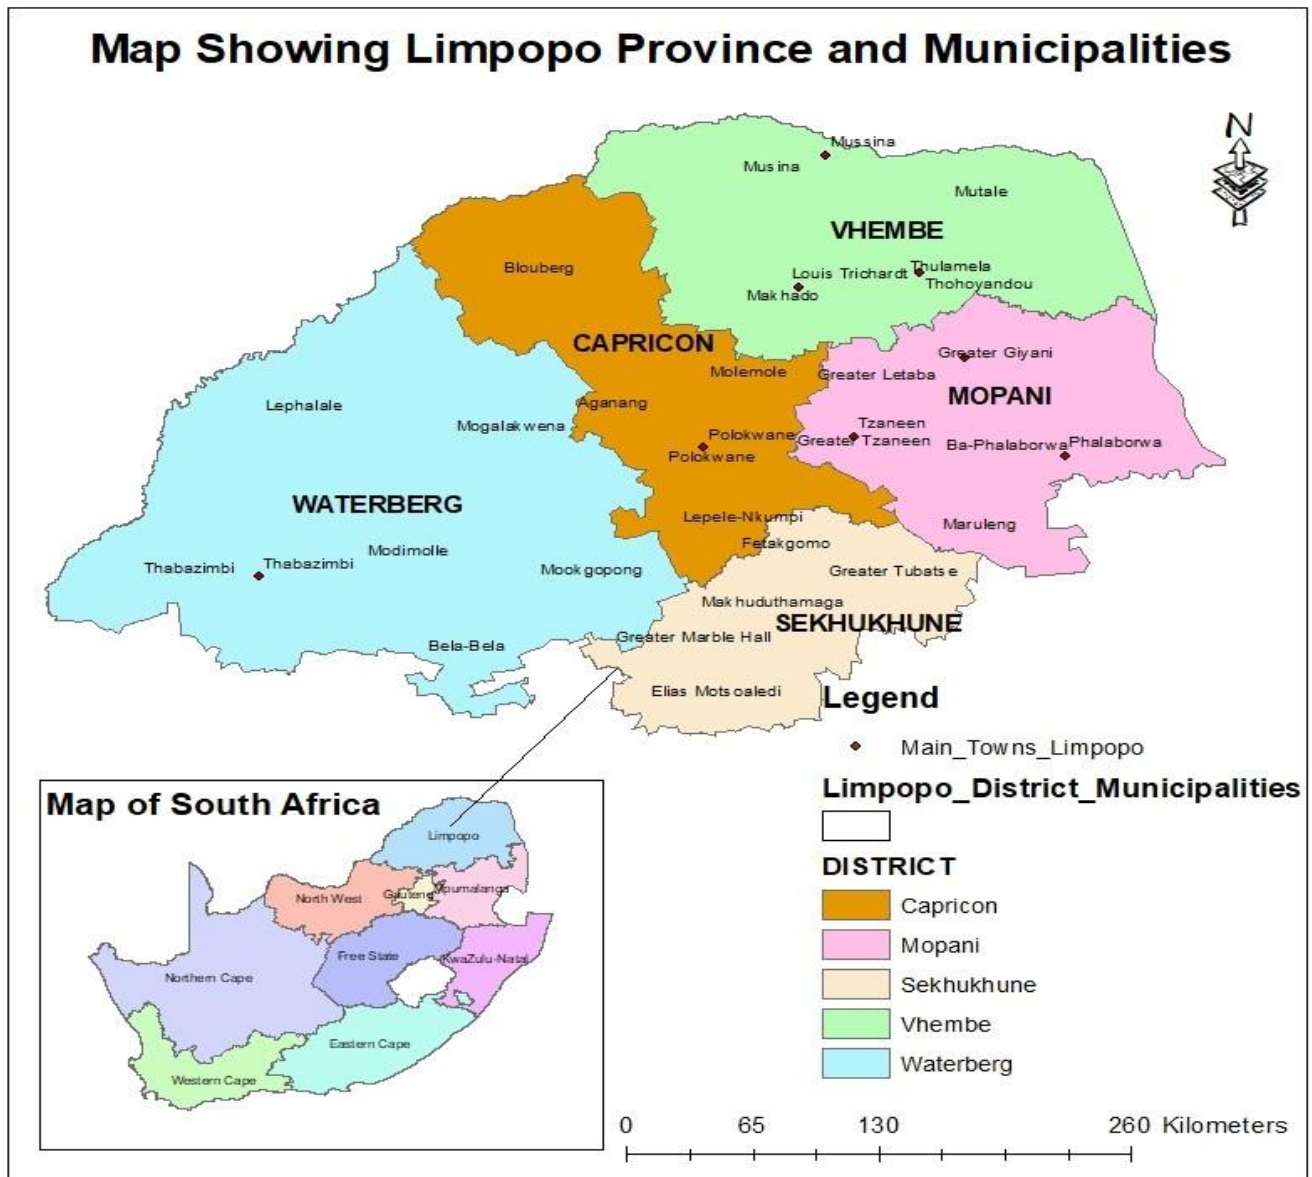 Map Showing Limpopo Province and Municipalities
N
Mussina
Musina
Mutale
VHEMBE
Blouberg
Louis Trichardt
Thulamela
Thohoyandou
Makhado
CAPRICON
Molemole
Greater Giyani
Greater Letaba
MOPANI
Lephalale
Aganang
Mogalakwena
Polokwane
Polokwane
Tzaneen
Greater Tzaneen
Ba-Phalaborwa
Phalaborwa
WATERBERG
Lepele-Nkumpi
Maruleng
Fetakgomo
Modimolle
Thabazimbi
Thabazimbi
Mookgopong
Greater Tubatse
Makhuduthamaga
SEKHUKHUNE
Greater Marble Hall
Bela-Bela
Elias Motsoaledi
Legend
Main_Towns_Limpopo
Limpopo_District_Municipalities
DISTRICT
Capricon
Mopani
Sekhukhune
Vhembe
Waterberg
Map of South Africa
Limpopo
North West
Gauteng
Mpumalanga
Free State
KwaZulu-Natal
Northern Cape
Eastern Cape
Western Cape
0 65 130 260 Kilometers